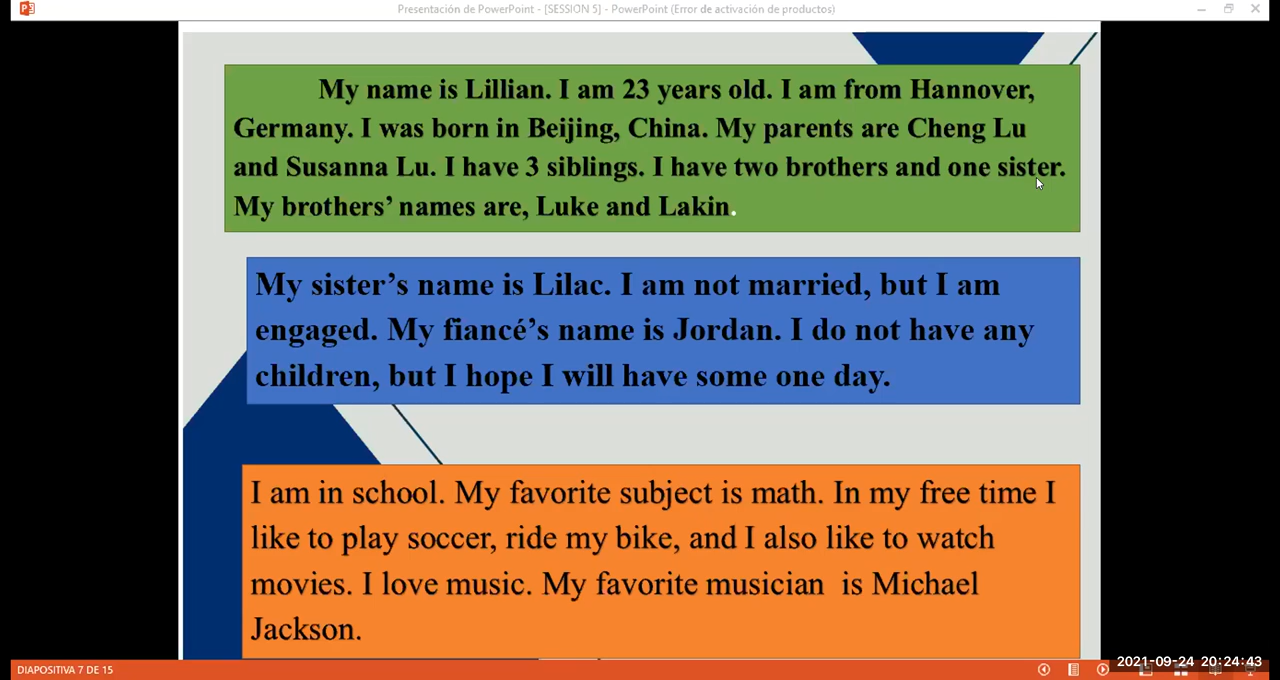 Presentación de PowerPoint - [SESSION 5] - PowerPoint (Error de activación de productos)
My name is Lillian. I am 23 years old. I am from Hannover,
Germany. I was born in Beijing, China. My parents are Cheng Lu
and Susanna Lu. I have 3 siblings. I have two brothers and one sister.
My brothers’ names are, Luke and Lakin.
My sister’s name is Lilac. I am not married, but I am
engaged. My fiancé’s name is Jordan. I do not have any
children, but I hope I will have some one day.
I am in school. My favorite subject is math. In my free time I
like to play soccer, ride my bike, and I also like to watch
movies. I love music. My favorite musician  is Michael
Jackson.
DIAPOSITIVA 7 DE 15
2021-09-24 20:24:43